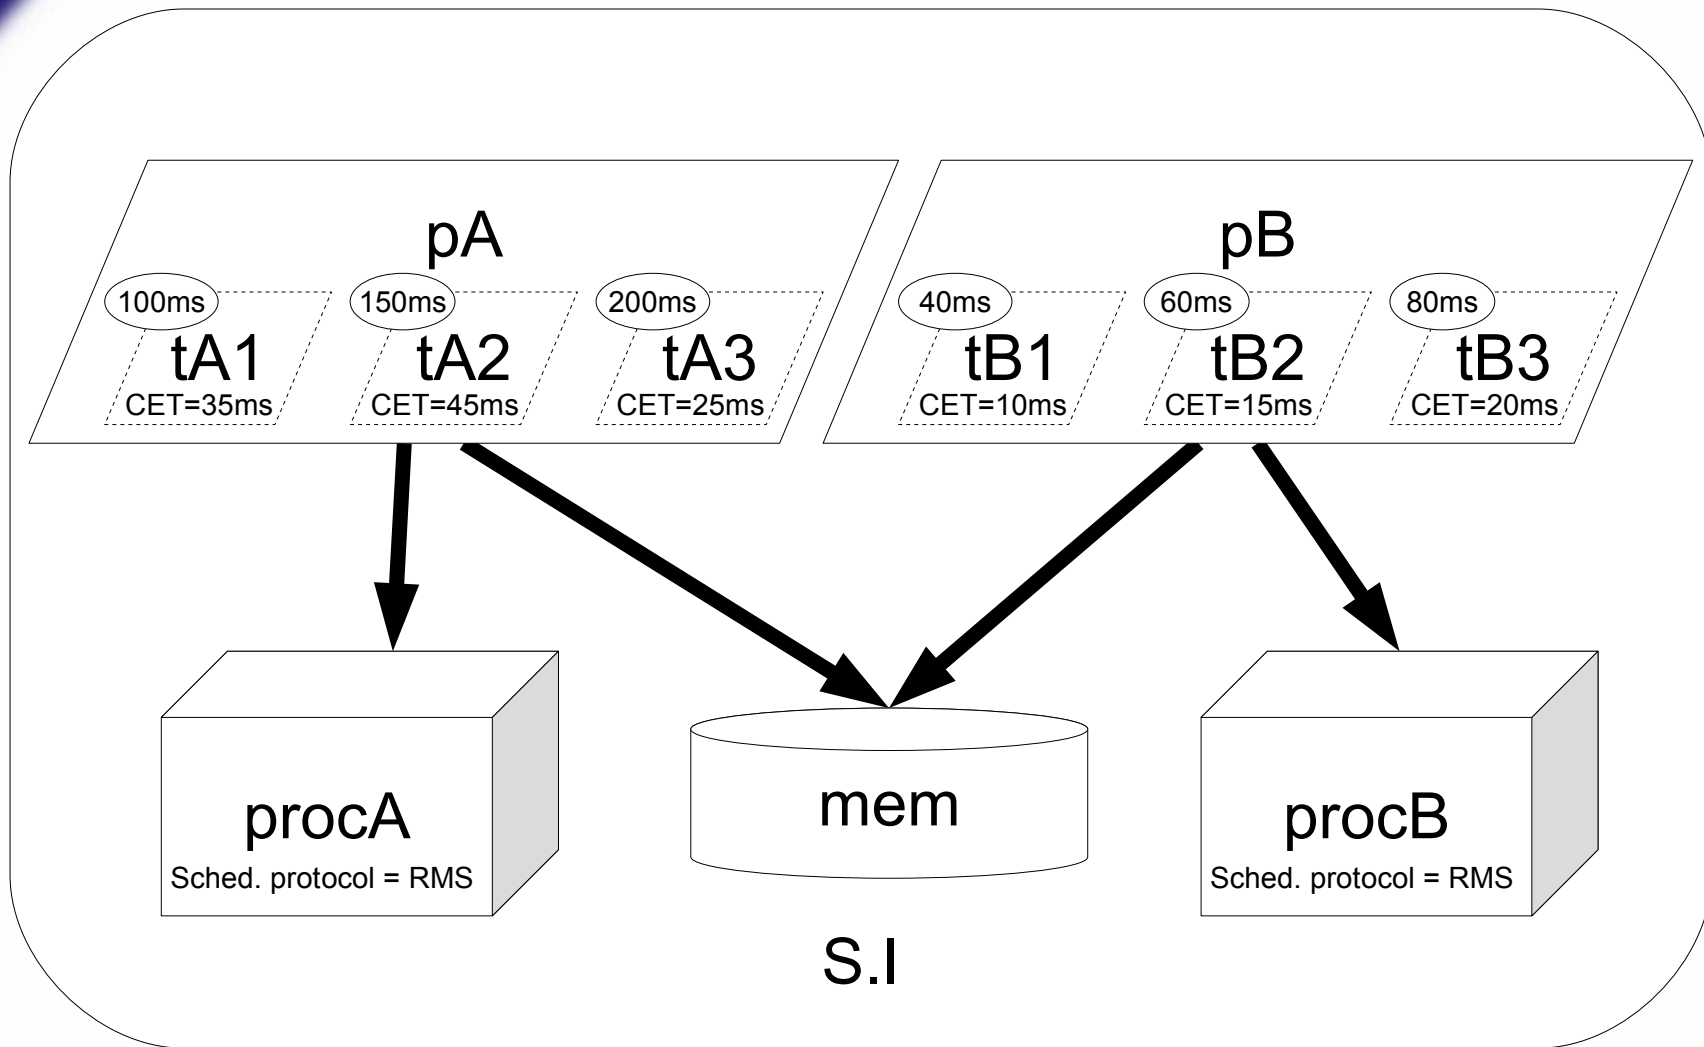 pA
pB
100ms
150ms
200ms
40ms
60ms
80ms
tA1
tA2
tA3
tB1
tB2
tB3
CET=35ms
CET=45ms
CET=25ms
CET=10ms
CET=15ms
CET=20ms
procA
mem
procB
Sched. protocol = RMS
Sched. protocol = RMS
S.I